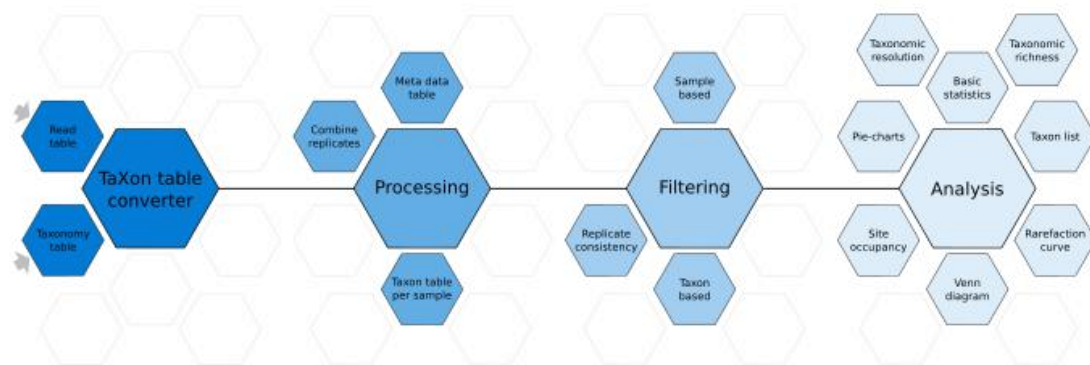 Read
table
TaXon table
converter
Taxonomy
table
Meta data
table
Combine
replicates
Processing
Taxon table
per sample
Sample
based
Filtering
Replicate
consistency
Taxon
based
Taxonomic
resolution
Taxonomic
richness
Basic
statistics
Pie-charts
Taxon list
Analysis
Site
occupancy
Rarefaction
curve
Venn
diagram